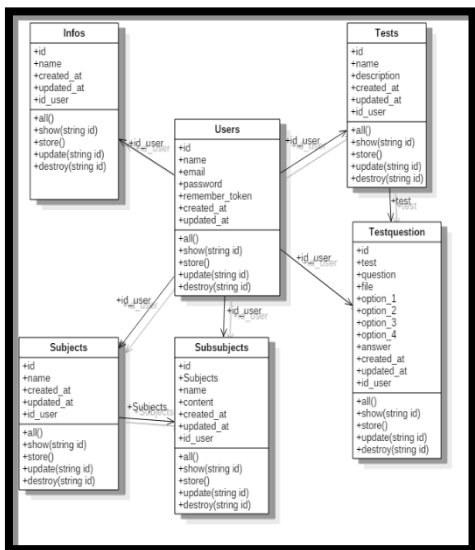 Infos
+id
+name
+created_at
+updated_at
+id_user
+all()
+show(string id)
+store()
+update(string id)
+destroy(string id)
Tests
+id
+name
+description
+created_at
+updated_at
+id_user
+all()
+show(string id)
+store()
+update(string id)
+destroy(string id)
Users
+id
+name
+email
+password
+remember_token
+created_at
+updated_at
+all()
+show(string id)
+store()
+update(string id)
+destroy(string id)
+id_user
+id_user
+test
+id_user
+id_user
+id_user
Testquestion
+id
+test
+question
+file
+option_1
+option_2
+option_3
+option_4
+answer
+created_at
+updated_at
+id_user
+all()
+show(string id)
+store()
+update(string id)
+destroy(string id)
Subjects
+id
+name
+created_at
+updated_at
+id_user
+all()
+show(string id)
+store()
+update(string id)
+destroy(string id)
+Subjects
Subsubjects
+id
+Subjects
+name
+content
+created_at
+updated_at
+id_user
+all()
+show(string id)
+store()
+update(string id)
+destroy(string id)